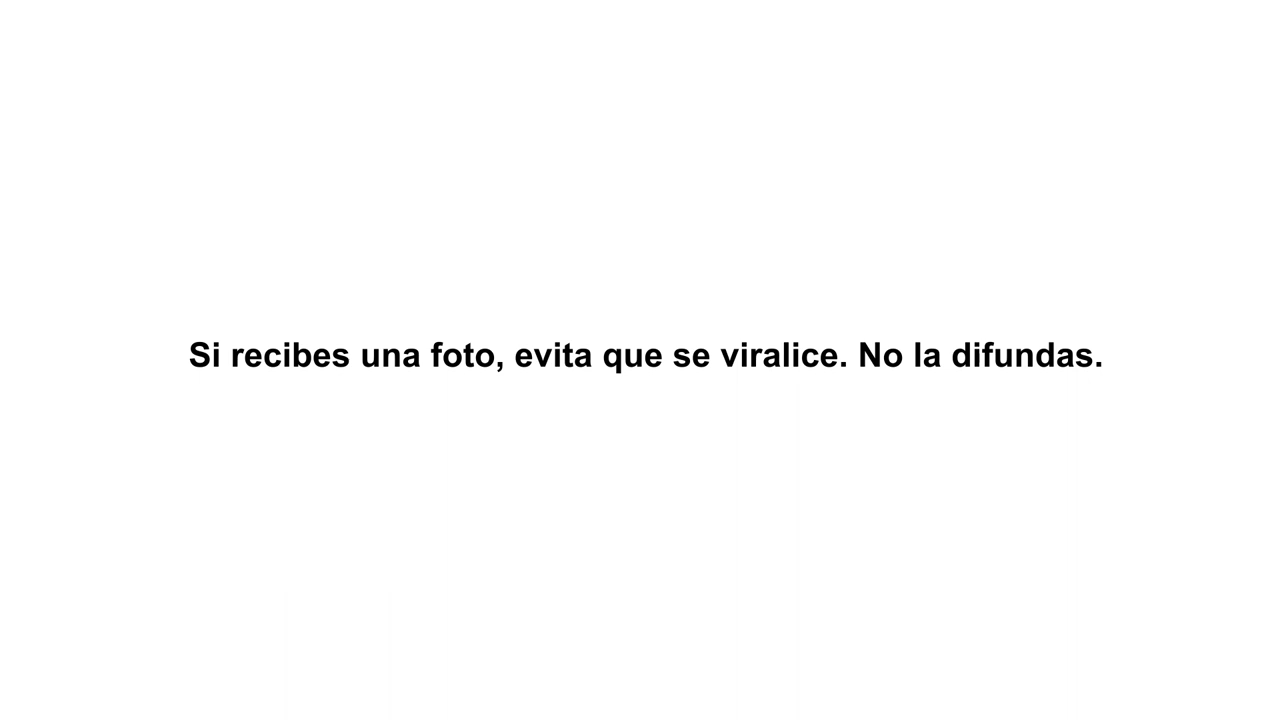 Si recibes una foto, evita que se viralice. No la difundas.